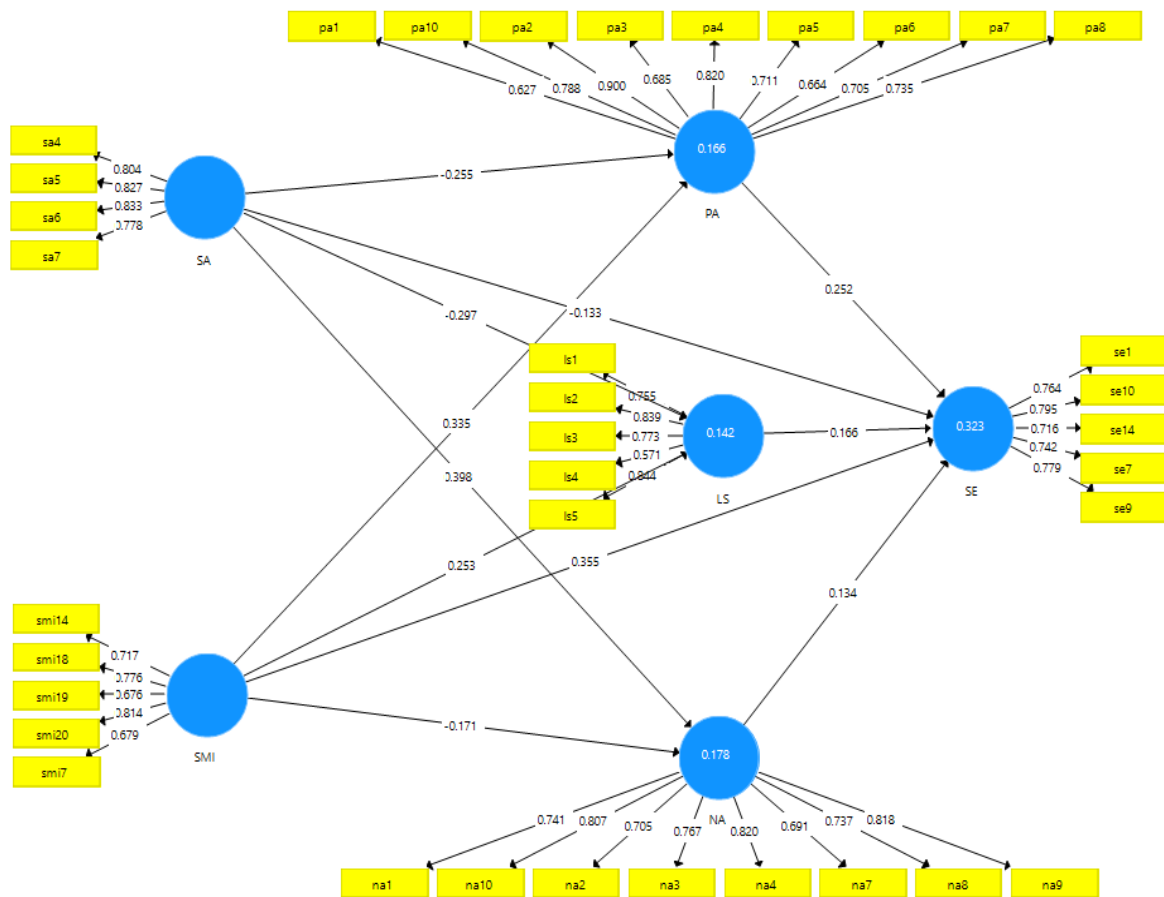 pa1 pa10 pa2 pa3 pa4 pa5 pa6 pa7 pa8
0.627 0.788 0.900 0.685 0.820 0.711 0.664 0.705 0.735
sa4
sa5
sa6
sa7
0.804
0.827
0.833
0.778
SA
0.166
PA
-0.255
-0.297
-0.133
0.252
ls1
ls2
ls3
ls4
ls5
0.755
0.839
0.773
0.571
0.844
0.142
LS
0.166
0.323
SE
0.764
0.795
0.716
0.742
0.779
se1
se10
se14
se7
se9
0.335
0.398
0.253
0.355
0.134
smi14
smi18
smi19
smi20
smi7
0.717
0.776
0.676
0.814
0.679
SMI
-0.171
0.178
NA
0.741 0.807 0.705 0.767 0.820 0.691 0.737 0.818
na1 na10 na2 na3 na4 na7 na8 na9